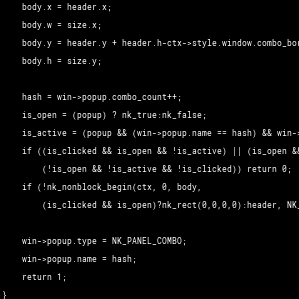 body.x = header.x;
body.w = size.x;
body.y = header.y + header.h-ctx->style.window.combo_bor
body.h = size.y;

hash = win->popup.combo_count++;
is_open = (popup) ? nk_true:nk_false;
is_active = (popup && (win->popup.name == hash) && win->
if ((is_clicked && is_open && !is_active) || (is_open &&
(!is_open && !is_active && !is_clicked)) return 0;
if (!nk_nonblock_begin(ctx, 0, body,
(is_clicked && is_open)?nk_rect(0,0,0,0):header, NK_

win->popup.type = NK_PANEL_COMBO;
win->popup.name = hash;
return 1;
}